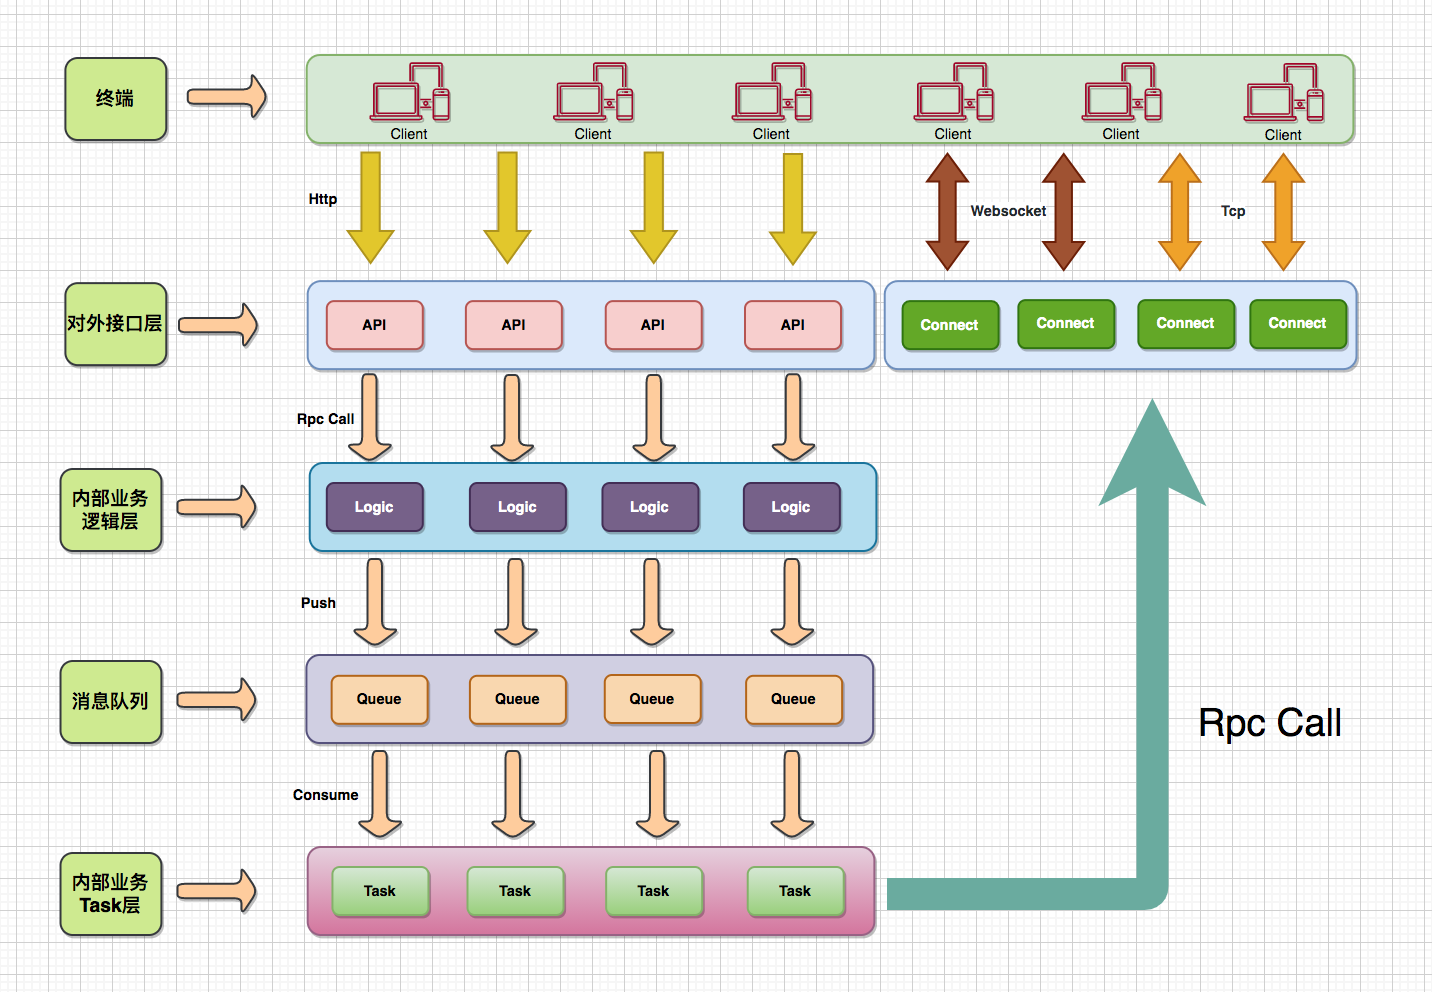 终端
Client
Client
Client
Client
Client
Client
Http
Websocket
Tcp
对外接口层
API
API
API
API
Connect
Connect
Connect
Connect
Rpc Call
内部业务
逻辑层
Logic
Logic
Logic
Logic
Push
消息队列
Queue
Queue
Queue
Queue
Rpc Call
Consume
内部业务
Task层
Task
Task
Task
Task